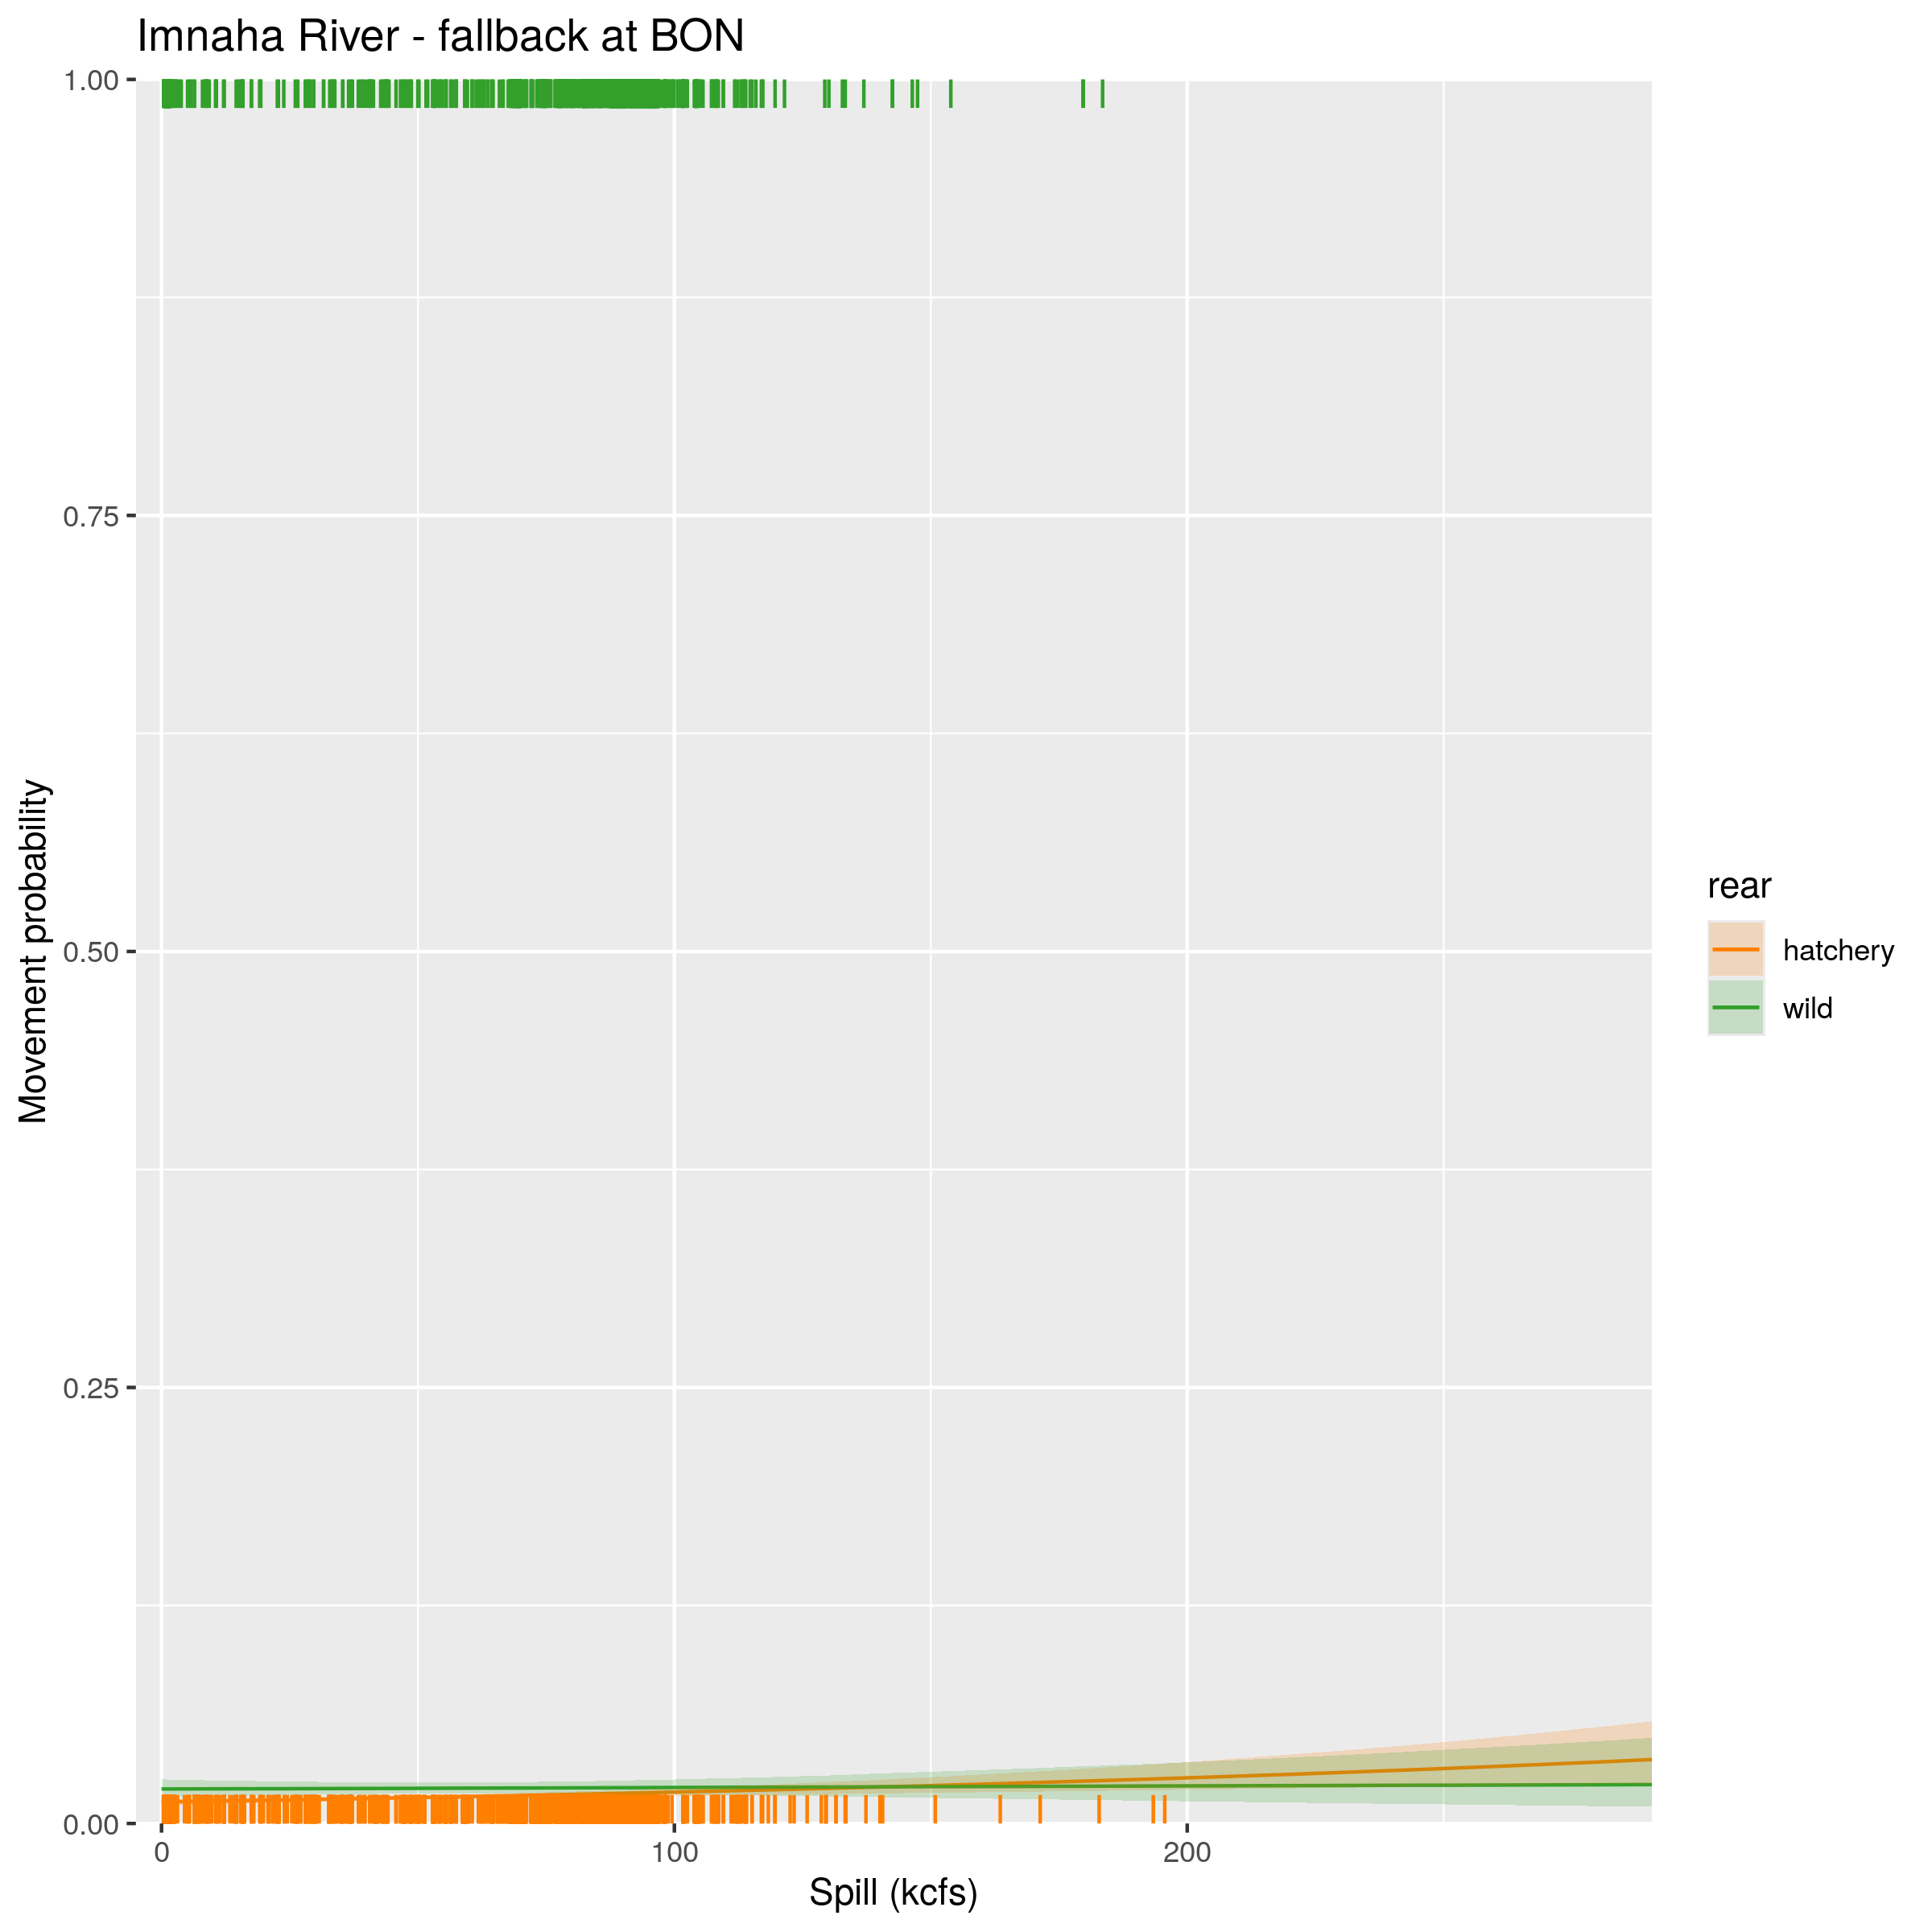 Imnaha River - fallback at BON
1.00
0.75
0.50
0.25
0.00
Movement probability
0
100
200
Spill (kcfs)
rear
hatchery
wild